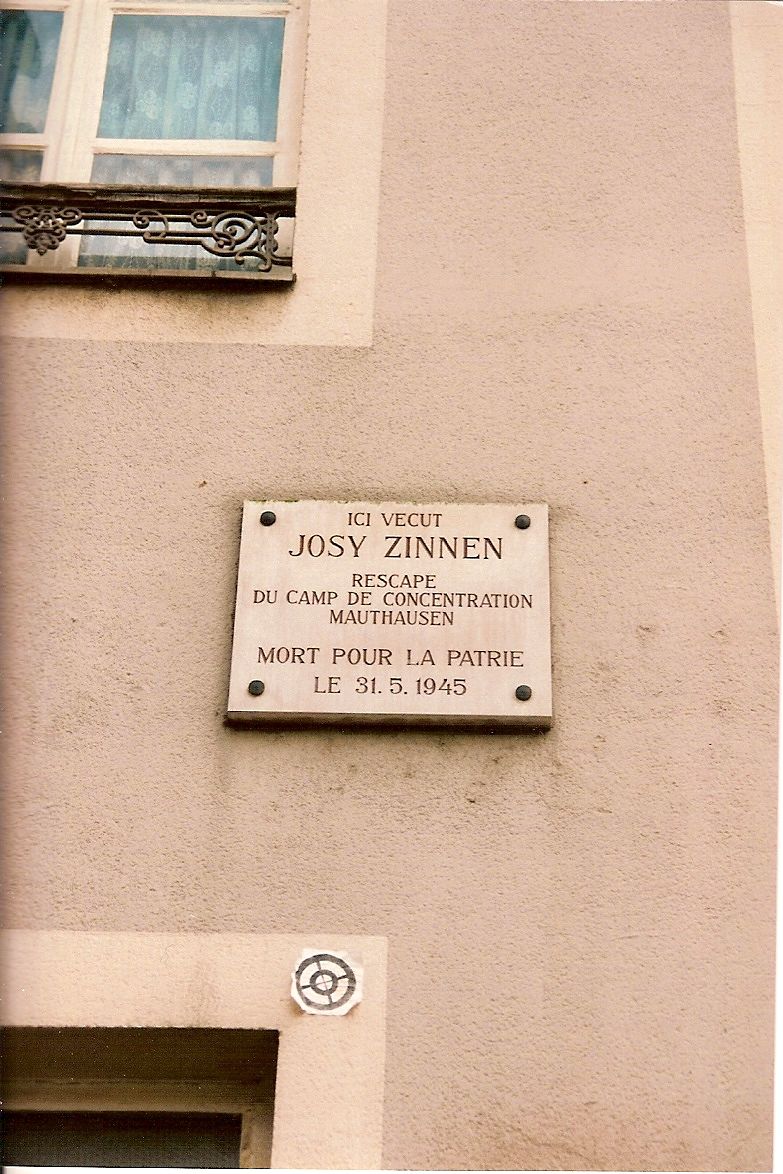 ICI VECUT
JOSY ZINNEN
RESCAPE
DU CAMP DE CONCENTRATION
MAUTHAUSEN
MORT POUR LA PATRIE
LE 31.5.1945